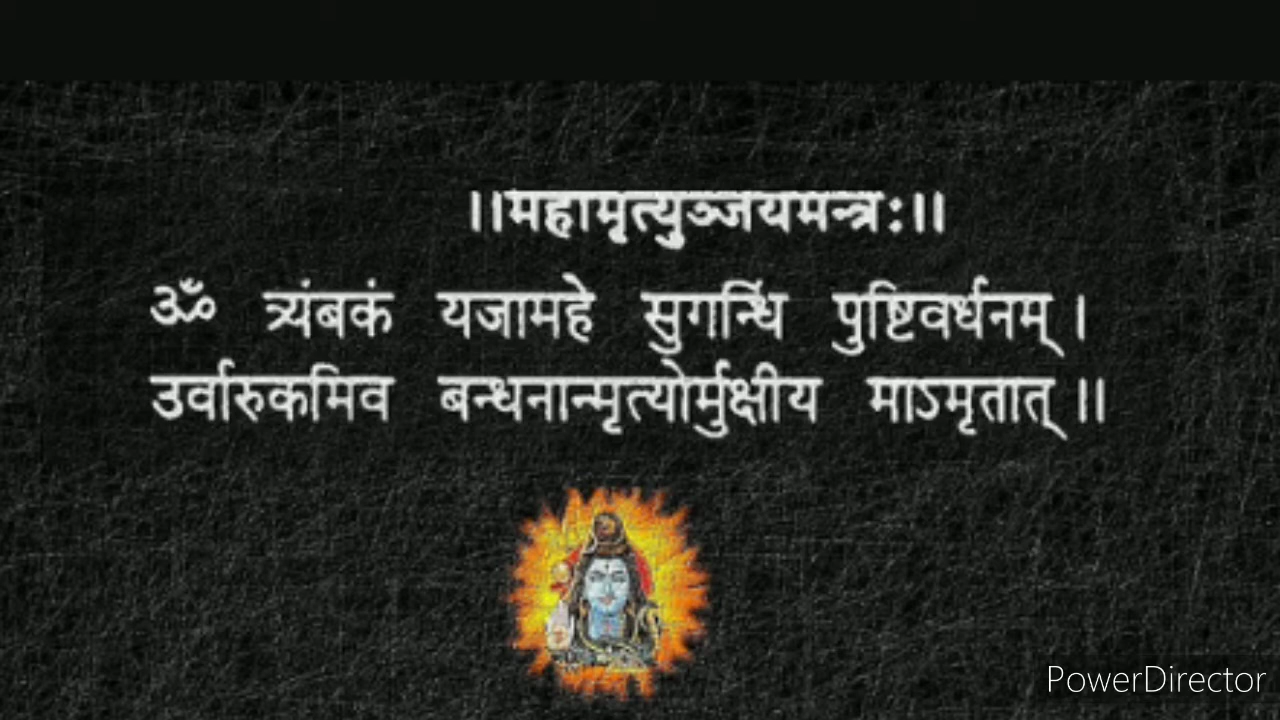 ।।महामृत्युञ्जयमन्त्रः।।
ॐ त्र्यंबकं यजामहे सुगन्धिं पुष्टिवर्धनम् ।
उर्वारुकमिव बन्धनान्मृत्योर्मुक्षीय माऽमृतात् ।।
PowerDirector